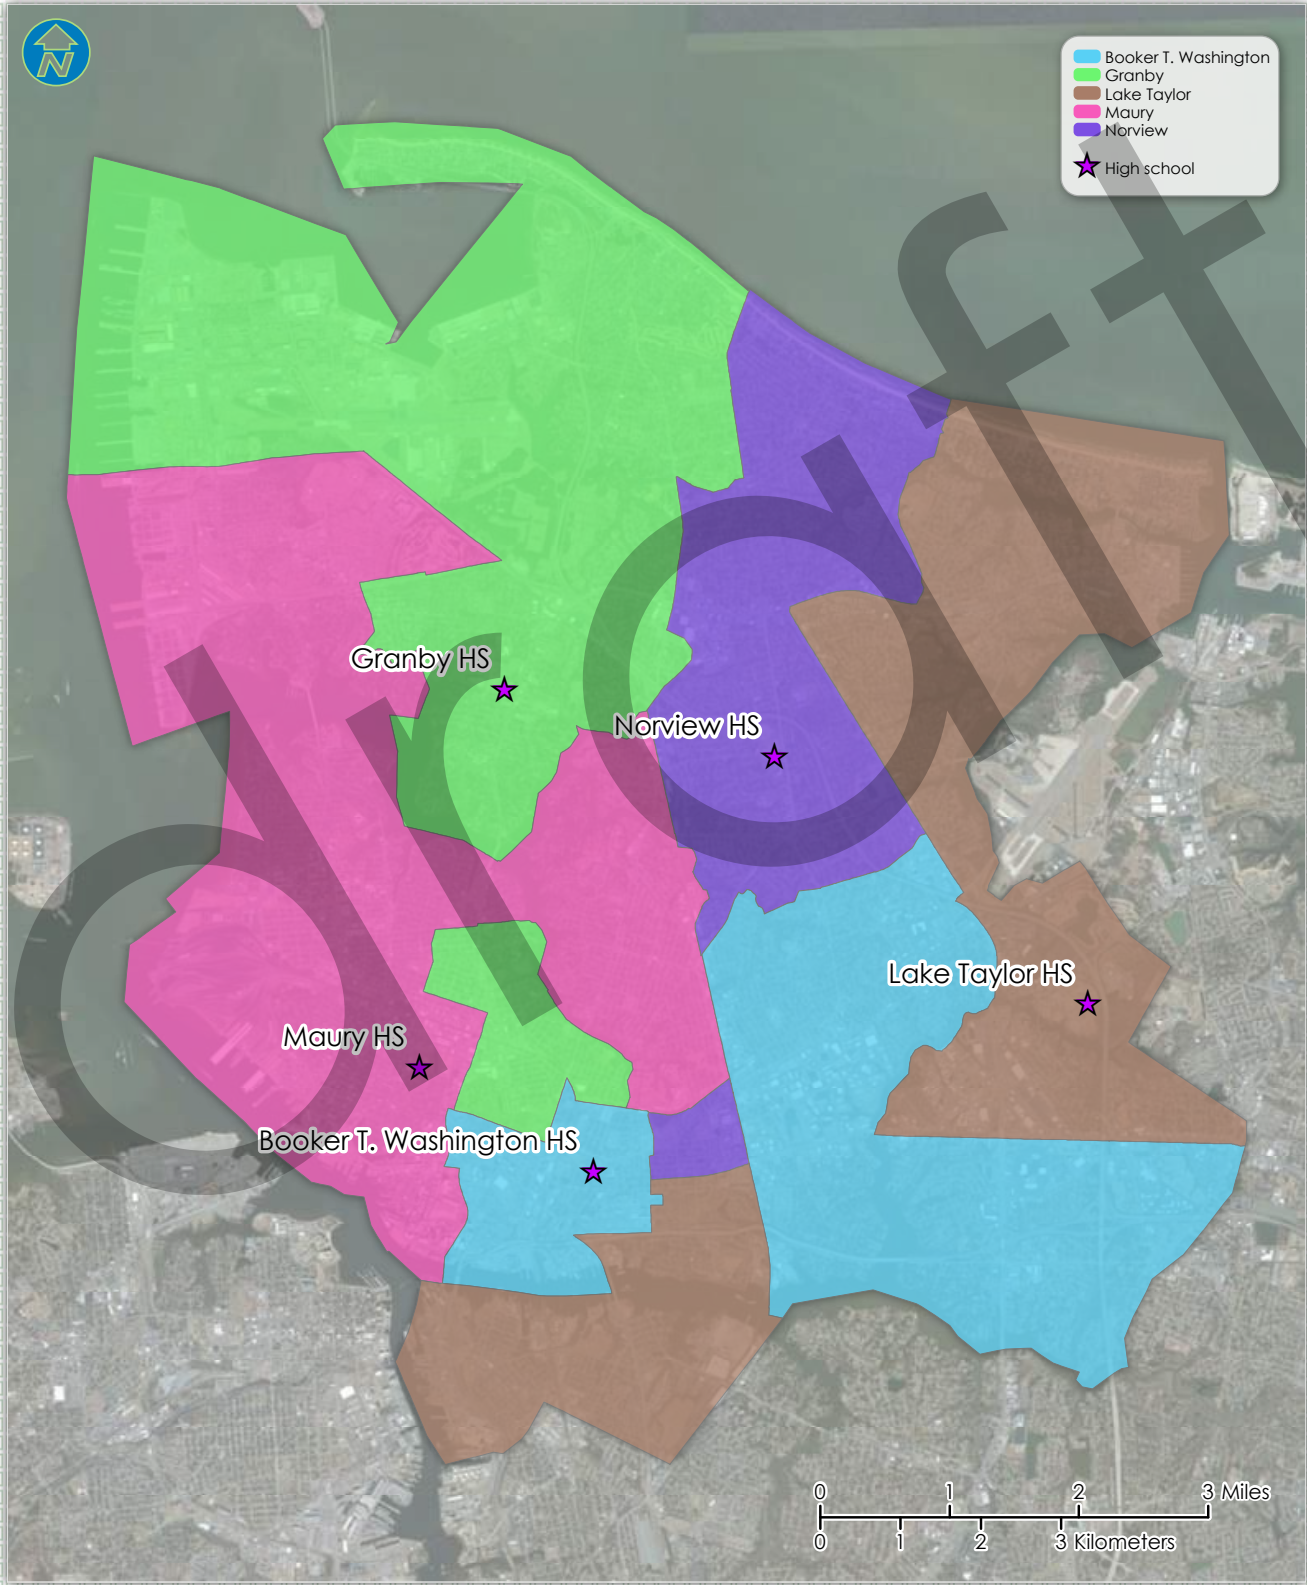 N
Booker T. Washington
Granby
Lake Taylor
Maury
Norview
High school
draft
Granby HS
Norview HS
Lake Taylor HS
Maury HS
Booker T. Washington HS
0 1 2 3 Miles
0 1 2 3 Kilometers